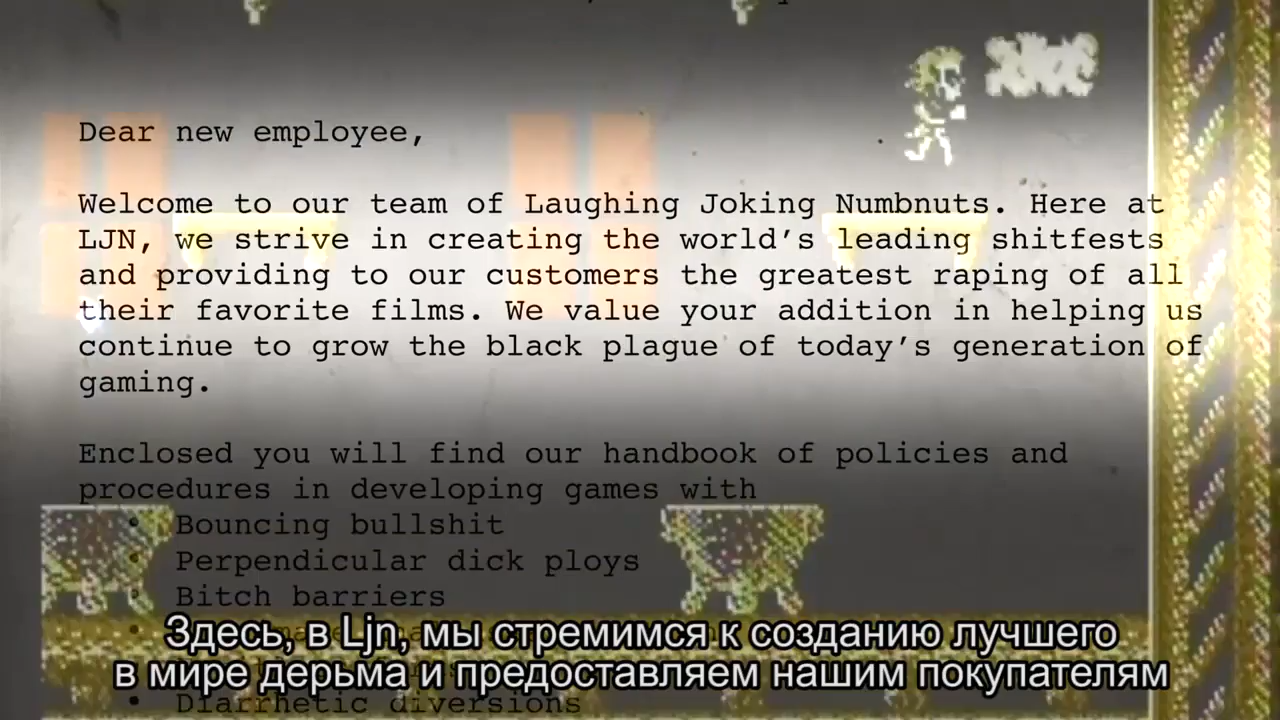 Dear new employee,
Welcome to our team of Laughing Joking Numbnuts. Here at
LJN, we strive in creating the world’s leading shitfests
and providing to our customers the greatest raping of all
their favorite films. We value your addition in helping us
continue to grow the black plague of today’s generation of
gaming.
Enclosed you will find our handbook of policies and
procedures in developing games with
• Bouncing bullshit
• Perpendicular dick ploys
• Bitch barriers
Здесь, в Ljn, мы стремимся к созданию лучшего
в мире дерьма и предоставляем нашим покупателям
• Diarrhetic diversions